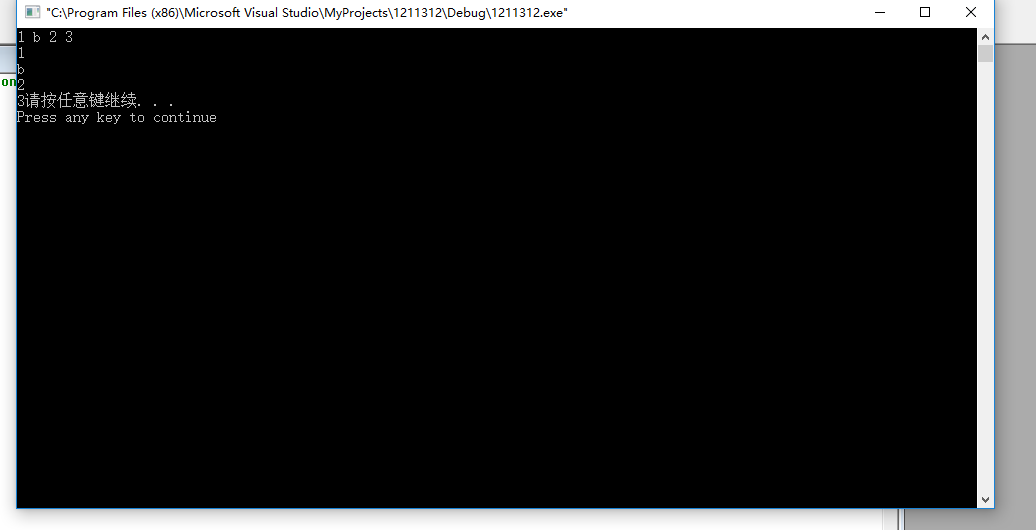 "C:\Program Files (x86)\Microsoft Visual Studio\MyProjects\1211312\Debug\1211312.exe"
1 b 2 3
1
b
on
2
3请按任意键继续. . .
Press any key to continue